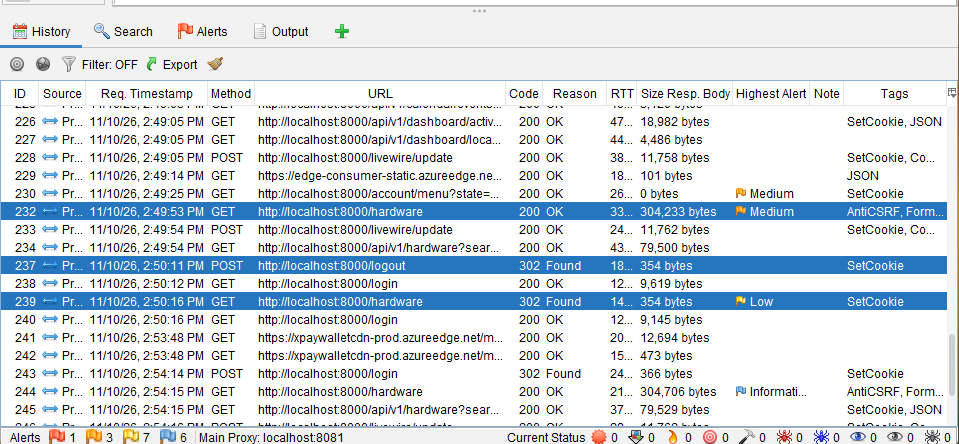 History Search Alerts Output
Filter: OFF Export
ID Source Req. Timestamp Method URL Code Reason RTT Size Resp. Body Highest Alert Note Tags
226 Pr... 11/10/26, 2:49:05 PM GET http://localhost:8000/api/v1/dashboard/activ... 200 OK 47... 18,982 bytes SetCookie, JSON
227 Pr... 11/10/26, 2:49:05 PM GET http://localhost:8000/api/v1/dashboard/loca... 200 OK 44... 4,486 bytes
228 Pr... 11/10/26, 2:49:05 PM POST http://localhost:8000/livewire/update 200 OK 38... 11,758 bytes SetCookie, Co...
229 Pr... 11/10/26, 2:49:14 PM GET https://edge-consumer-static.azureedge.ne... 200 OK 18... 101 bytes JSON
230 Pr... 11/10/26, 2:49:25 PM GET http://localhost:8000/account/menu?state=... 200 OK 26... 0 bytes Medium SetCookie
232 Pr... 11/10/26, 2:49:53 PM GET http://localhost:8000/hardware 200 OK 33... 304,233 bytes Medium AntiCSRF, Form...
233 Pr... 11/10/26, 2:49:54 PM POST http://localhost:8000/livewire/update 200 OK 24... 11,762 bytes SetCookie, Co...
234 Pr... 11/10/26, 2:49:54 PM GET http://localhost:8000/api/v1/hardware?sear... 200 OK 43... 79,500 bytes
237 Pr... 11/10/26, 2:50:11 PM POST http://localhost:8000/logout 302 Found 18... 354 bytes SetCookie
238 Pr... 11/10/26, 2:50:12 PM GET http://localhost:8000/login 200 OK 12... 9,619 bytes
239 Pr... 11/10/26, 2:50:16 PM GET http://localhost:8000/hardware 302 Found 14... 354 bytes Low SetCookie
240 Pr... 11/10/26, 2:50:16 PM GET http://localhost:8000/login 200 OK 12... 9,145 bytes
241 Pr... 11/10/26, 2:53:48 PM GET https://xpaywalletcdn-prod.azureedge.net/m... 200 OK 20... 12,694 bytes
242 Pr... 11/10/26, 2:53:48 PM GET https://xpaywalletcdn-prod.azureedge.net/m... 200 OK 15... 473 bytes
243 Pr... 11/10/26, 2:54:14 PM POST http://localhost:8000/login 302 Found 24... 366 bytes SetCookie
244 Pr... 11/10/26, 2:54:15 PM GET http://localhost:8000/hardware 200 OK 21... 304,706 bytes Informati... AntiCSRF, Form...
245 Pr... 11/10/26, 2:54:15 PM GET http://localhost:8000/api/v1/hardware?sear... 200 OK 37... 79,529 bytes SetCookie, JSON
Alerts 1 3 7 6 Main Proxy: localhost:8081 Current Status 0 0 0 0 0 0 0 0 0 0